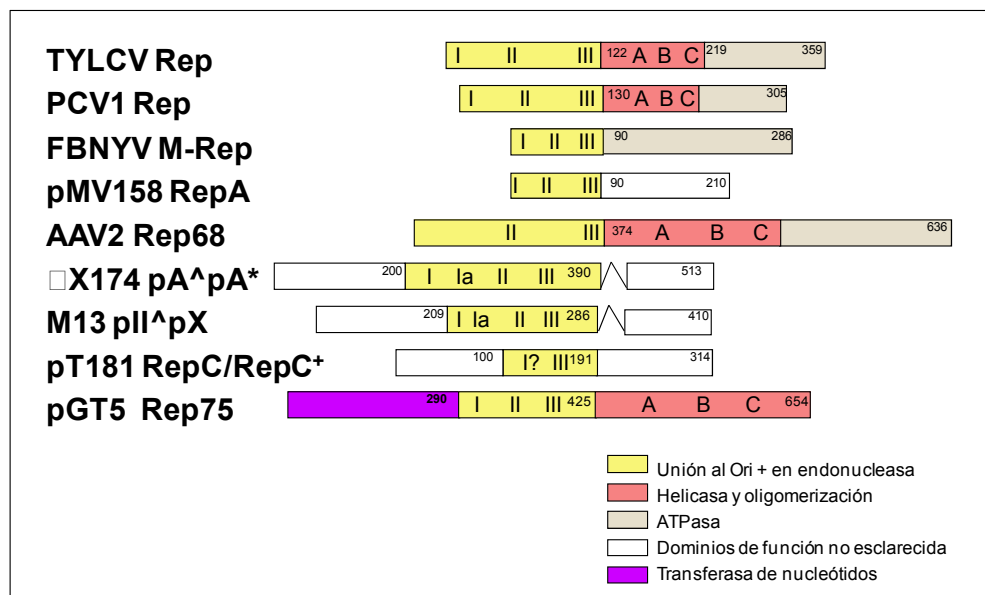 TYLCV Rep I II III 122 A B C 219 359
PCV1 Rep I II III 130 A B C 305
FBNYV M-Rep I II III 90 286
pMV158 RepA I II III 90 210
AAV2 Rep68 II III 374 A B C 636
□X174 pA^pA* 200 I Ia II III 390 513
M13 pII^pX 209 I Ia II III 286 410
pT181 RepC/RepC+ 100 I? III 191 314
pGT5 Rep75 290 I II III 425 A B C 654
Unión al Ori + en endonucleasa
Helicasa y oligomerización
ATPasa
Dominios de función no esclarecida
Transferasa de nucleótidos